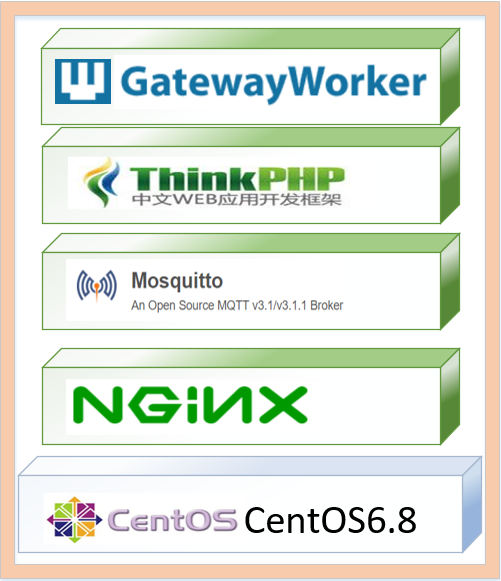 GatewayWorker
ThinkPHP
中文WEB应用开发框架
Mosquitto
An Open Source MQTT v3.1/v3.1.1 Broker
NGiNX
CentOS CentOS6.8